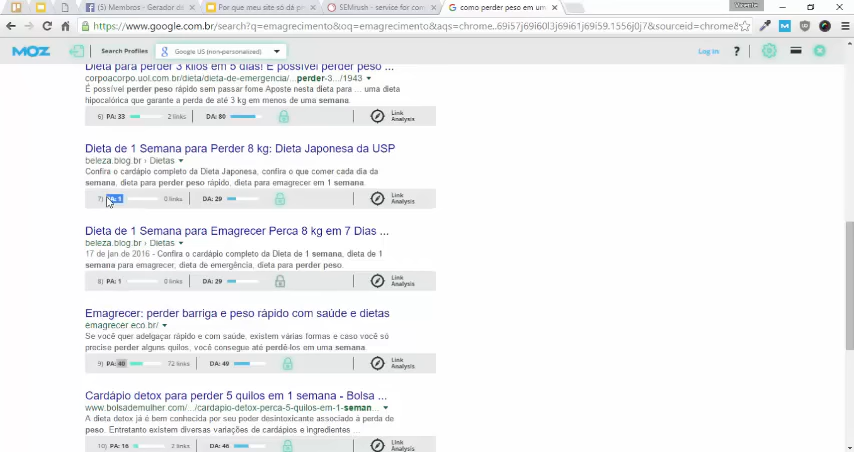 Vicente
(5) Membros - Gerador do
Por que meu site só dá p
SEMrush - service for com
como perder peso em um
https://www.google.com.br/search?q=emagrecimento&oq=emagrecimento&aqs=chrome..69i57j69i60l3j69i61j69i59.1556j0j7&sourceid=chrome&
MOZ
Search Profiles
Google US (non-personalized)
Log in
?
Dieta para perder 3 kilos em 5 dias! É possível perder peso ...
corpoacorpo.uol.com.br/dieta/dieta-de-emergencia/...perder-3.../1943
É possível perder peso rápido sem passar fome Aposte nesta dieta para ... uma dieta
hipocalórica que garante a perda de até 3 kg em menos de uma semana.
6) PA: 33 2 links DA: 80 Link Analysis
Dieta de 1 Semana para Perder 8 kg: Dieta Japonesa da USP
beleza.blog.br › Dietas
Confira o cardápio completo da Dieta Japonesa, confira o que comer cada dia da
semana, dieta para perder peso rápido, dieta para emagrecer em 1 semana.
7) PA: 1 0 links DA: 29 Link Analysis
Dieta de 1 Semana para Emagrecer Perca 8 kg em 7 Dias ...
beleza.blog.br › Dietas
17 de jan de 2016 - Confira o cardápio completo da Dieta de 1 semana, dieta de 1
semana para emagrecer, dieta de emergência, dieta para perder peso.
8) PA: 1 0 links DA: 29 Link Analysis
Emagrecer: perder barriga e peso rápido com saúde e dietas
emagrecer.eco.br/
Se você quer adelgaçar rápido e com saúde, existem várias formas e caso você só
precise perder alguns quilos, você consegue até perdê-los em uma semana.
9) PA: 40 72 links DA: 49 Link Analysis
Cardápio detox para perder 5 quilos em 1 semana - Bolsa ...
www.bolsademulher.com/.../cardapio-detox-perca-5-quilos-em-1-seman...
A dieta detox já é bem conhecida por seu poder desintoxicante associado à perda de
peso. Entretanto existem diversas variações de cardápios e ingredientes ...
10) PA: 16 2 links DA: 46 Link Analysis